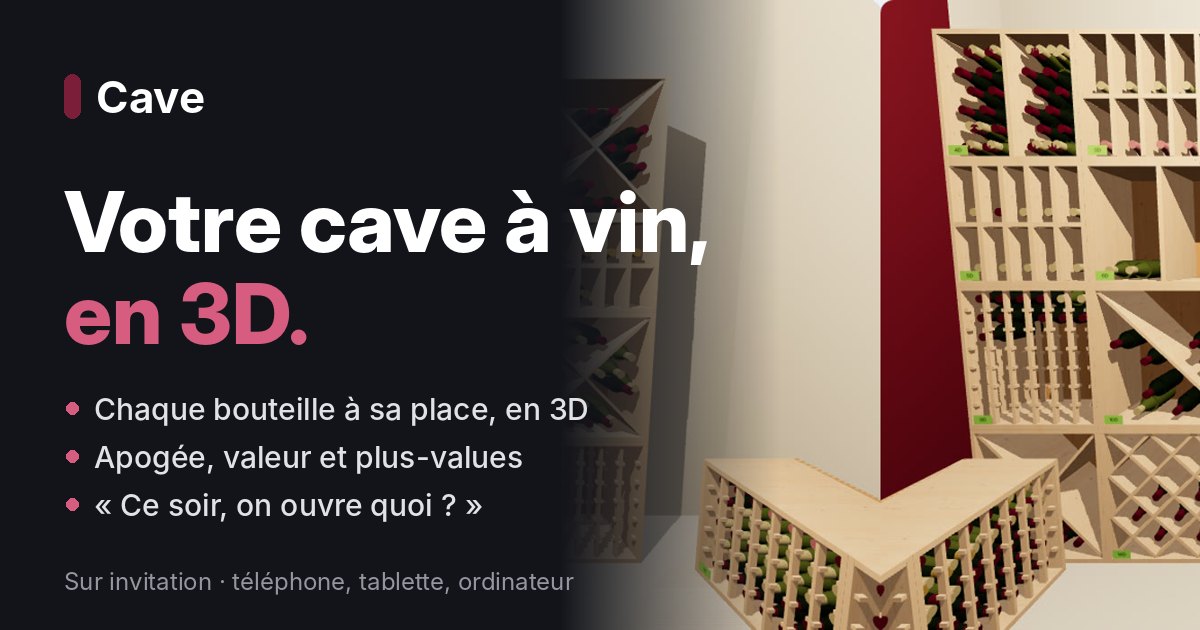 Cave
Votre cave à vin,
en 3D.
Chaque bouteille à sa place, en 3D
Apogée, valeur et plus-values
« Ce soir, on ouvre quoi ? »
Sur invitation · téléphone, tablette, ordinateur